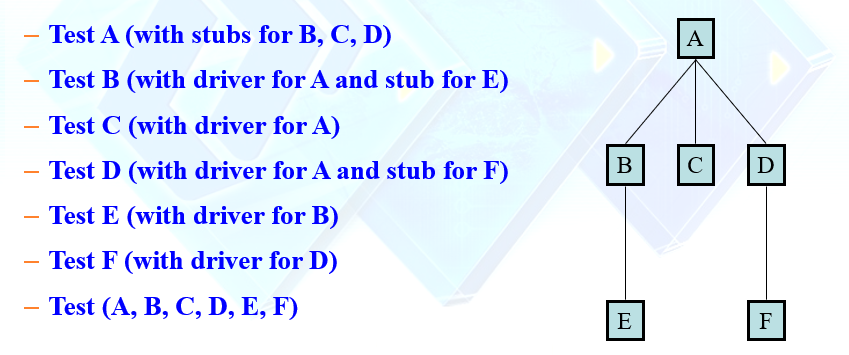 – Test A (with stubs for B, C, D)
– Test B (with driver for A and stub for E)
– Test C (with driver for A)
– Test D (with driver for A and stub for F)
– Test E (with driver for B)
– Test F (with driver for D)
– Test (A, B, C, D, E, F)
A
B C D
E F